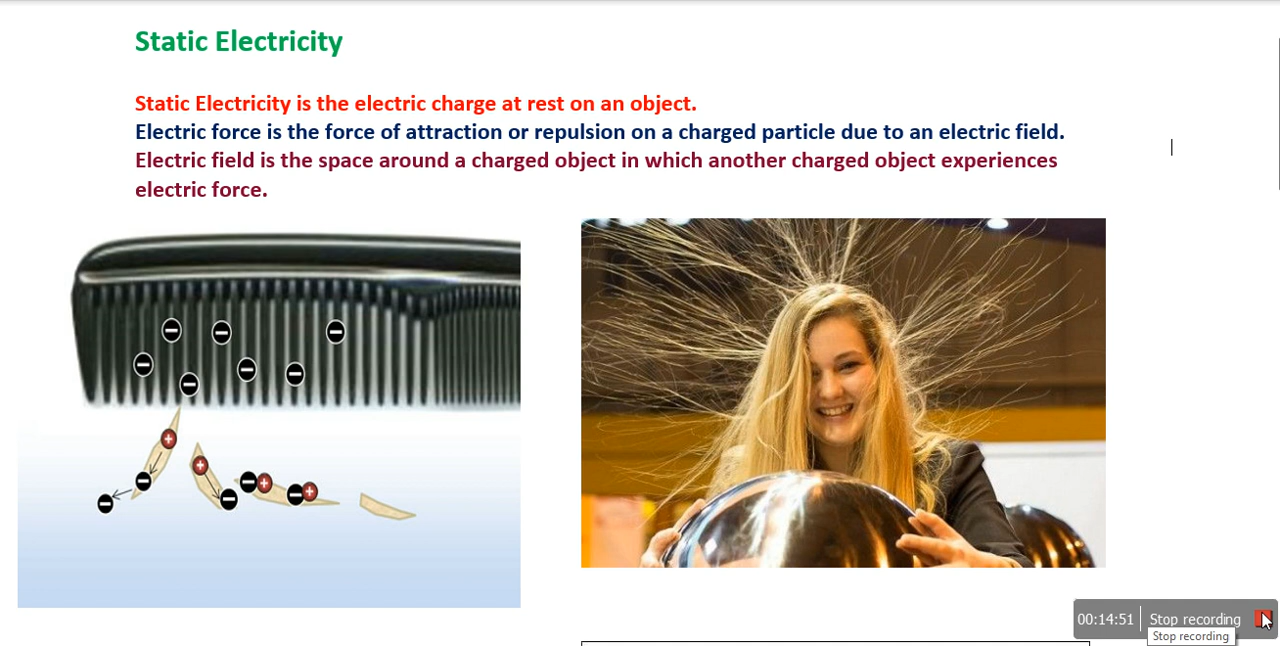 Static Electricity
Static Electricity is the electric charge at rest on an object.
Electric force is the force of attraction or repulsion on a charged particle due to an electric field.
Electric field is the space around a charged object in which another charged object experiences
electric force.
00:14:51 Stop recording
Stop recording